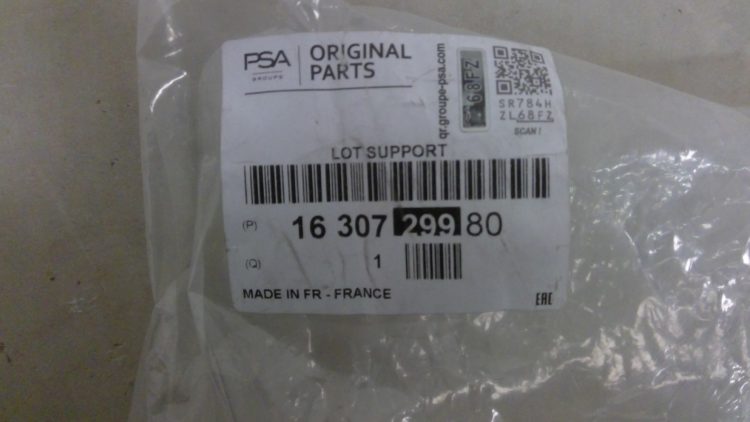 PSA
GROUPE
ORIGINAL
PARTS
qr.groupe-psa.com
68FZ
SR784H
ZL68FZ
SCAN !
LOT SUPPORT
(P) 16 307 299 80
(Q) 1
MADE IN FR - FRANCE
EAC